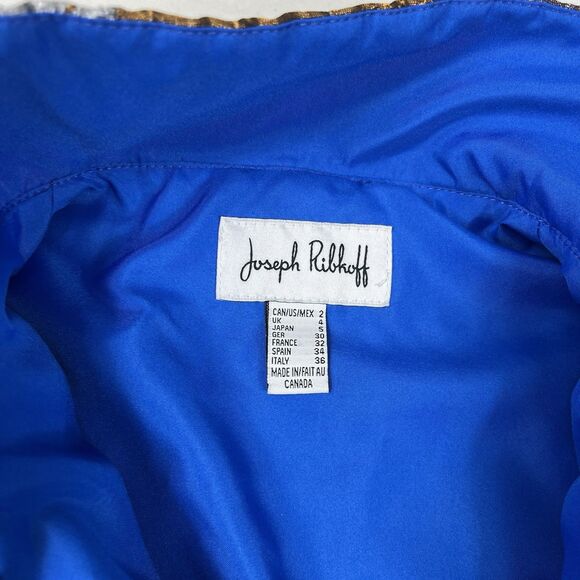 Joseph Ribkoff
CAN/US/MEX 2
UK 4
JAPAN 5
GER 30
FRANCE 32
SPAIN 34
ITALY 36
MADE IN/FAIT AU
CANADA